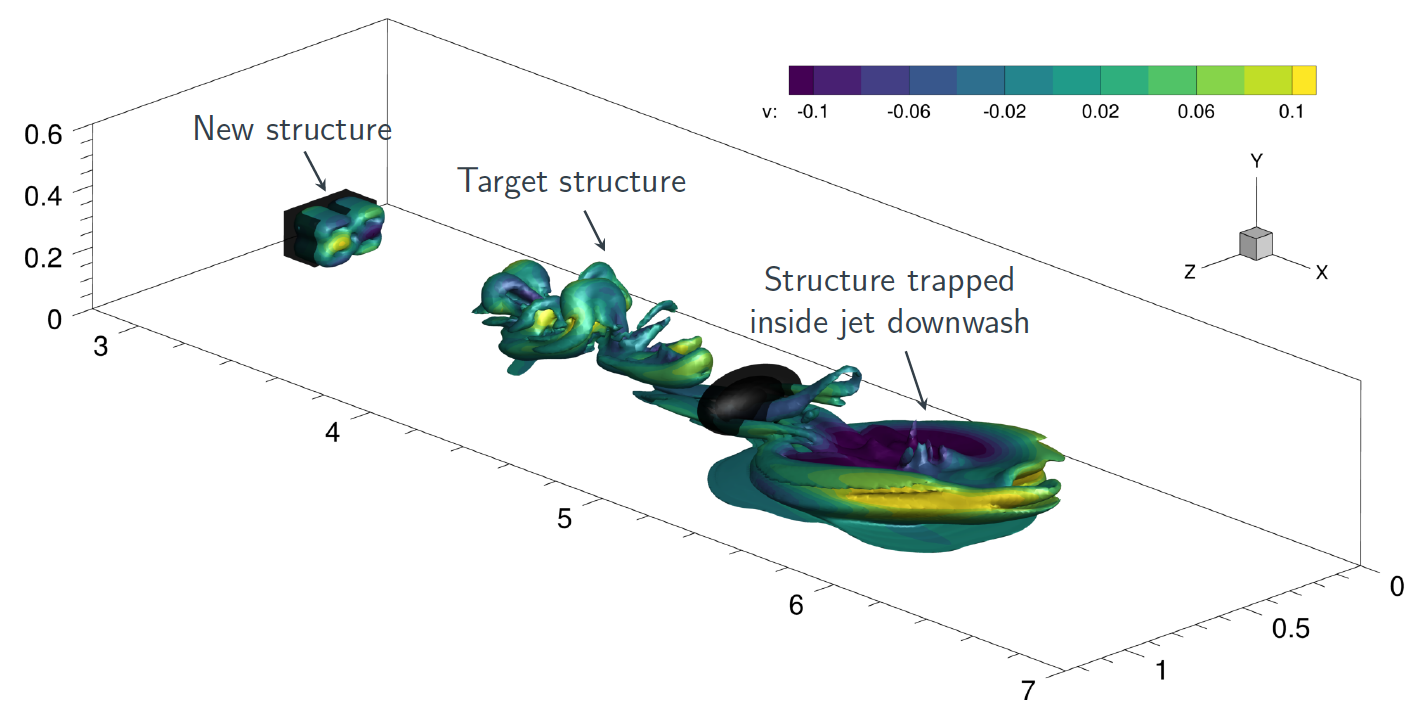 New structure
Target structure
Structure trapped
inside jet downwash
v: -0.1 -0.06 -0.02 0.02 0.06 0.1
Y
Z
X
0.6
0.4
0.2
0
3
4
5
6
7
1
0.5
0